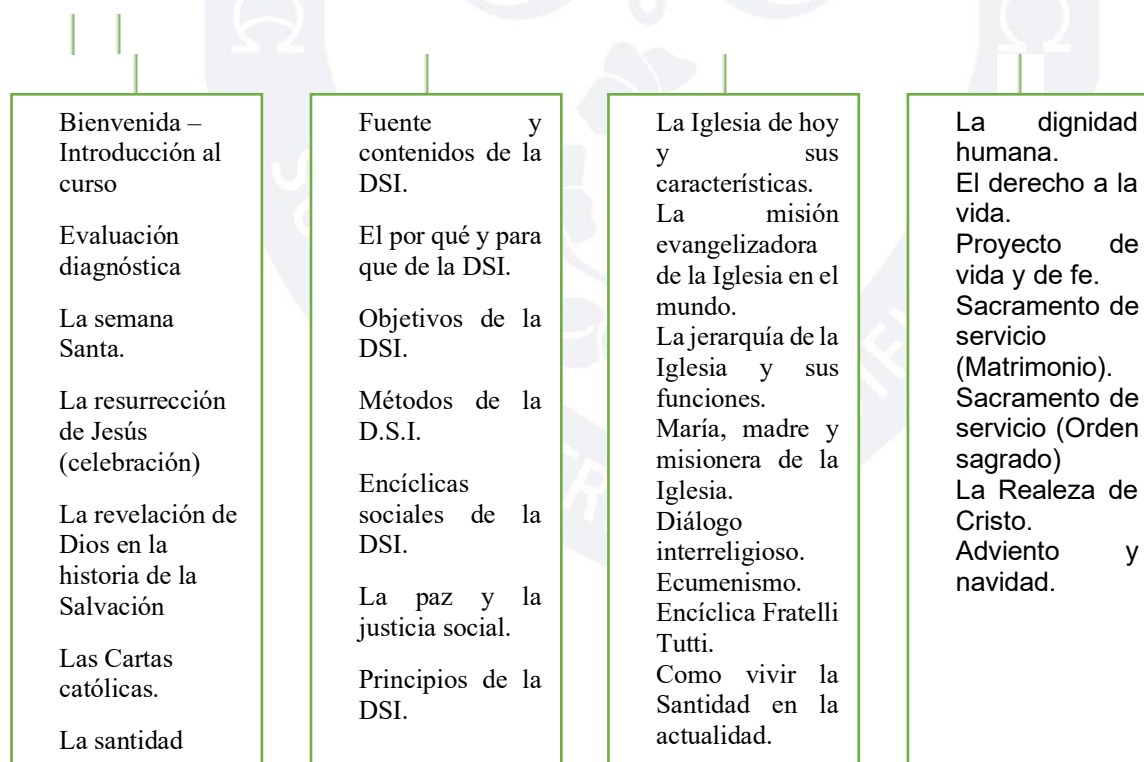 Bienvenida –
Introducción al
curso
Evaluación
diagnóstica
La semana
Santa.
La resurrección
de Jesús
(celebración)
La revelación de
Dios en la
historia de la
Salvación
Las Cartas
católicas.
La santidad
Fuente y
contenidos de la
DSI.
El por qué y para
que de la DSI.
Objetivos de la
DSI.
Métodos de la
D.S.I.
Encíclicas
sociales de la
DSI.
La paz y la
justicia social.
Principios de la
DSI.
La Iglesia de hoy
y sus
características.
La misión
evangelizadora
de la Iglesia en el
mundo.
La jerarquía de la
Iglesia y sus
funciones.
María, madre y
misionera de la
Iglesia.
Diálogo
interreligioso.
Ecumenismo.
Encíclica Fratelli
Tutti.
Como vivir la
Santidad en la
actualidad.
La dignidad
humana.
El derecho a la
vida.
Proyecto de
vida y de fe.
Sacramento de
servicio
(Matrimonio).
Sacramento de
servicio (Orden
sagrado)
La Realeza de
Cristo.
Adviento y
navidad.